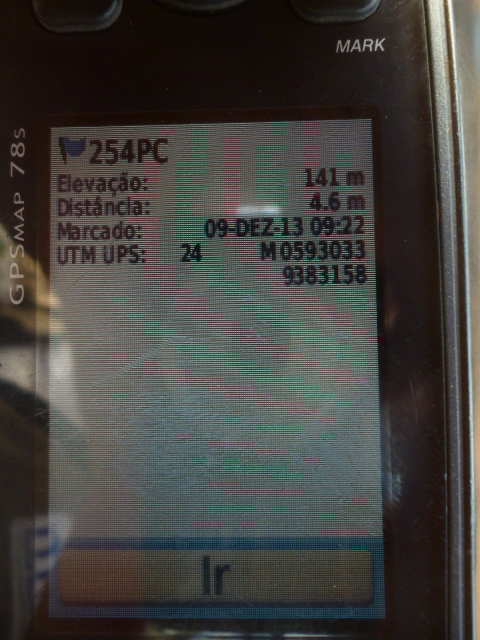 MARK
GPSMAP 78s
254PC
Elevação: 141 m
Distância: 4.6 m
Marcado: 09-DEZ-13 09:22
UTM UPS: 24 M 0593033
9383158
Ir